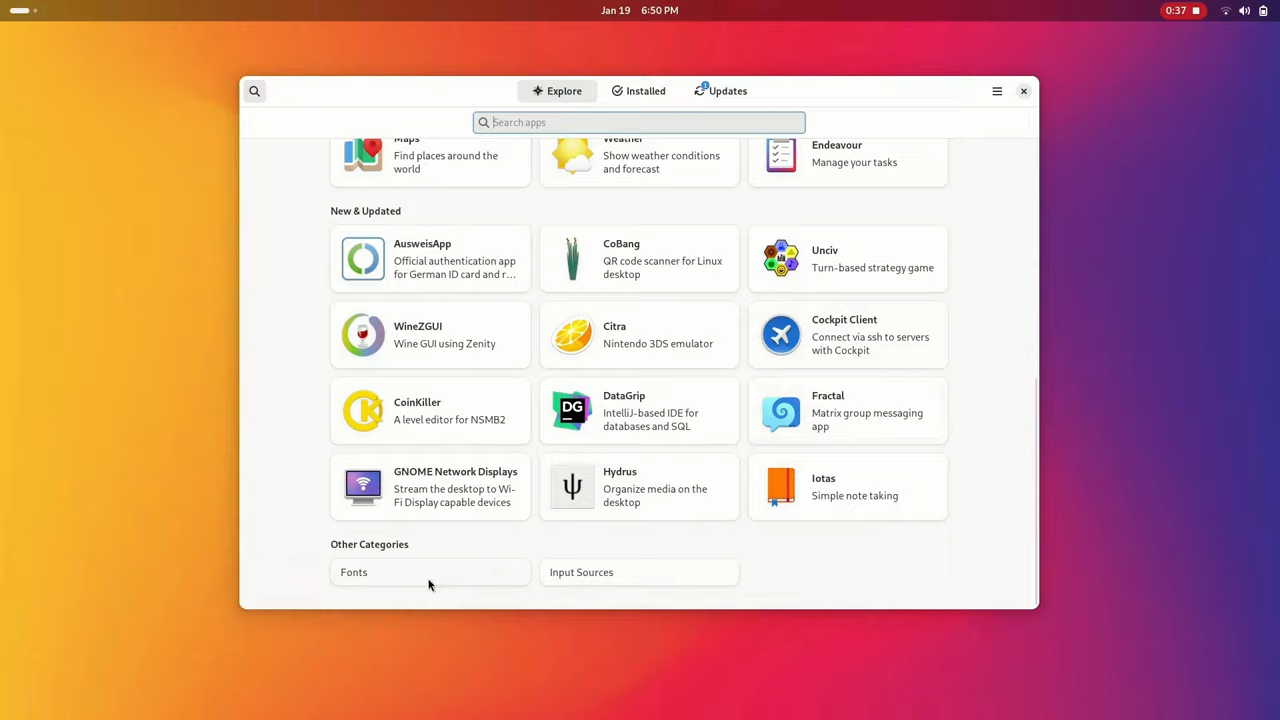 Jan 19 6:50 PM
0:37
Explore
Installed
1
Updates
Search apps
Maps
Find places around the
world
Weather
Show weather conditions
and forecast
Endeavour
Manage your tasks
New & Updated
AusweisApp
Official authentication app
for German ID card and r...
CoBang
QR code scanner for Linux
desktop
Unciv
Turn-based strategy game
WineZGUI
Wine GUI using Zenity
Citra
Nintendo 3DS emulator
Cockpit Client
Connect via ssh to servers
with Cockpit
CoinKiller
A level editor for NSMB2
DG
DataGrip
IntelliJ-based IDE for
databases and SQL
Fractal
Matrix group messaging
app
GNOME Network Displays
Stream the desktop to Wi-
Fi Display capable devices
Hydrus
Organize media on the
desktop
Iotas
Simple note taking
Other Categories
Fonts
Input Sources